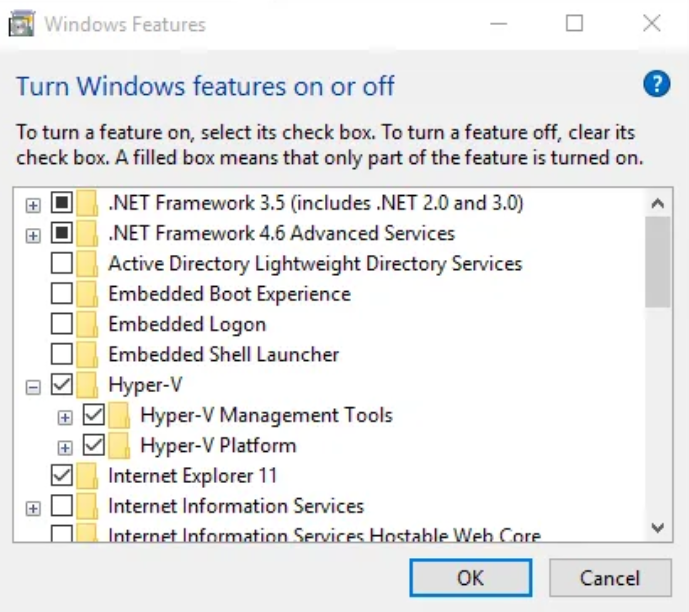 Windows Features
Turn Windows features on or off
?
To turn a feature on, select its check box. To turn a feature off, clear its
check box. A filled box means that only part of the feature is turned on.
.NET Framework 3.5 (includes .NET 2.0 and 3.0)
.NET Framework 4.6 Advanced Services
Active Directory Lightweight Directory Services
Embedded Boot Experience
Embedded Logon
Embedded Shell Launcher
Hyper-V
Hyper-V Management Tools
Hyper-V Platform
Internet Explorer 11
Internet Information Services
Internet Information Services Hostable Web Core
OK
Cancel